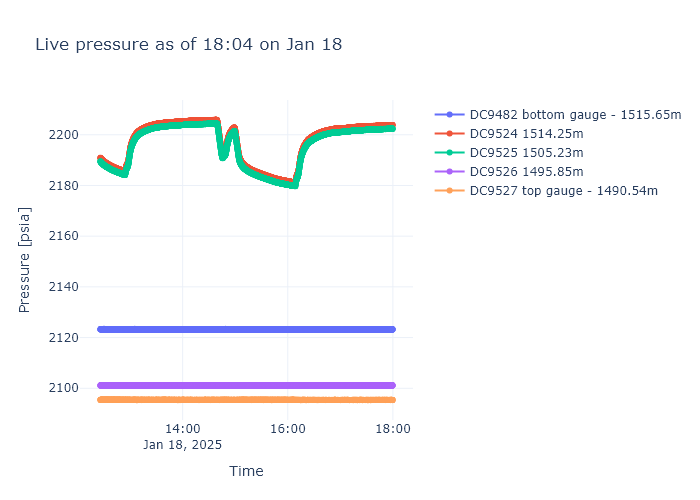 Live pressure as of 18:04 on Jan 18
DC9482 bottom gauge - 1515.65m
DC9524 1514.25m
DC9525 1505.23m
DC9526 1495.85m
DC9527 top gauge - 1490.54m
Pressure [psia]
2200
2180
2160
2140
2120
2100
14:00
16:00
18:00
Jan 18, 2025
Time